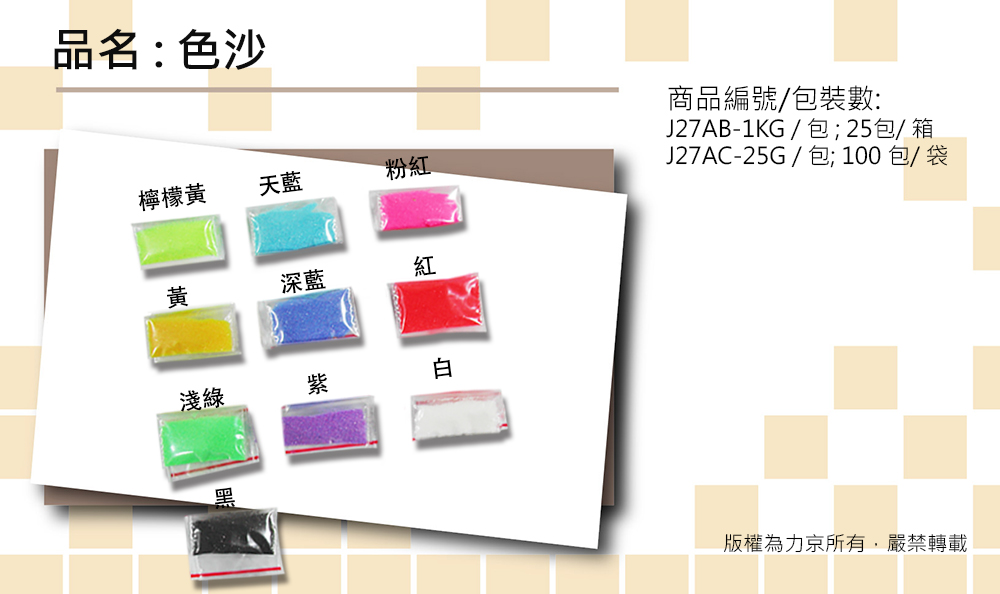 品名 : 色沙
商品編號/包裝數:
J27AB-1KG / 包 ; 25包/ 箱
J27AC-25G / 包; 100 包/ 袋
檸檬黃
天藍
粉紅
黃
深藍
紅
淺綠
紫
白
黑
版權為力京所有，嚴禁轉載